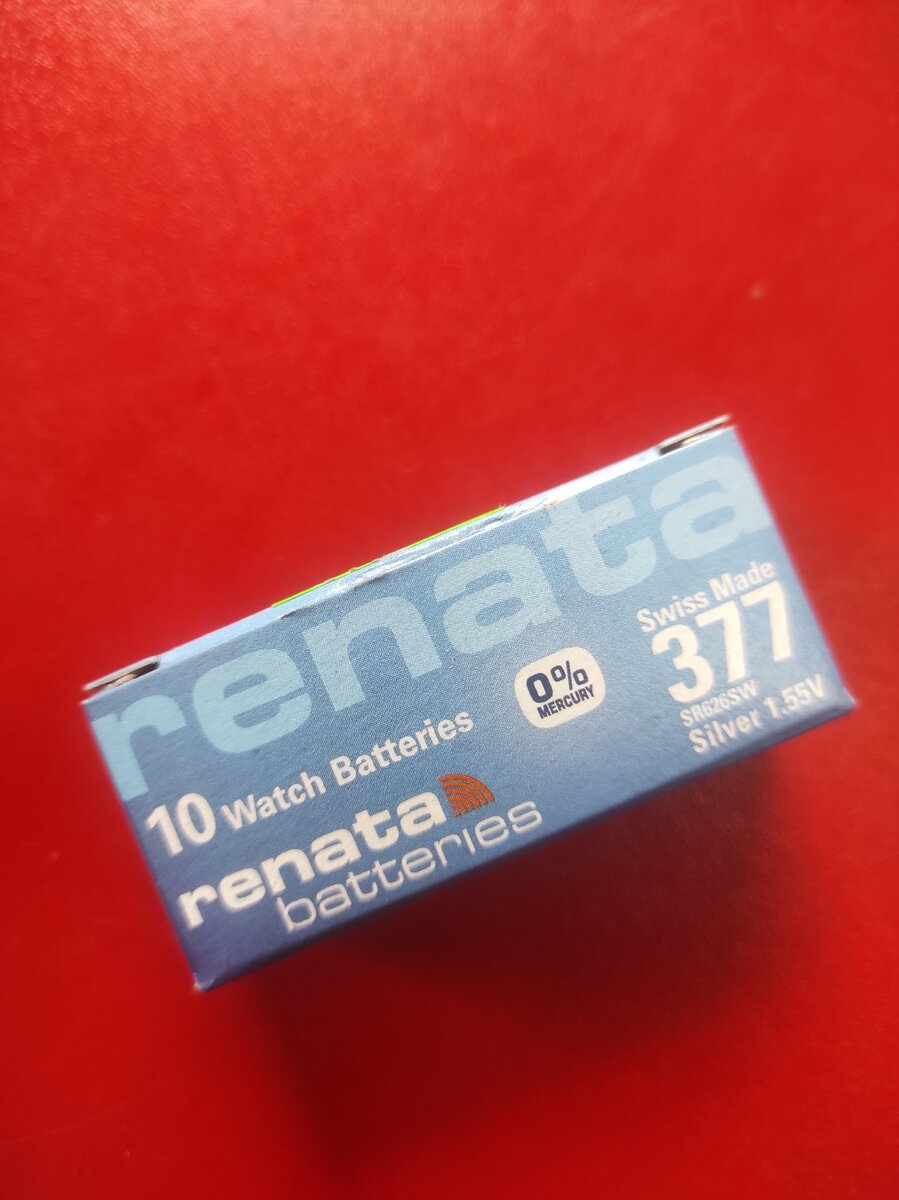 renata
10 Watch Batteries
renata
batteries
0%
MERCURY
Swiss Made
377
SR626SW
Silver 1.55V